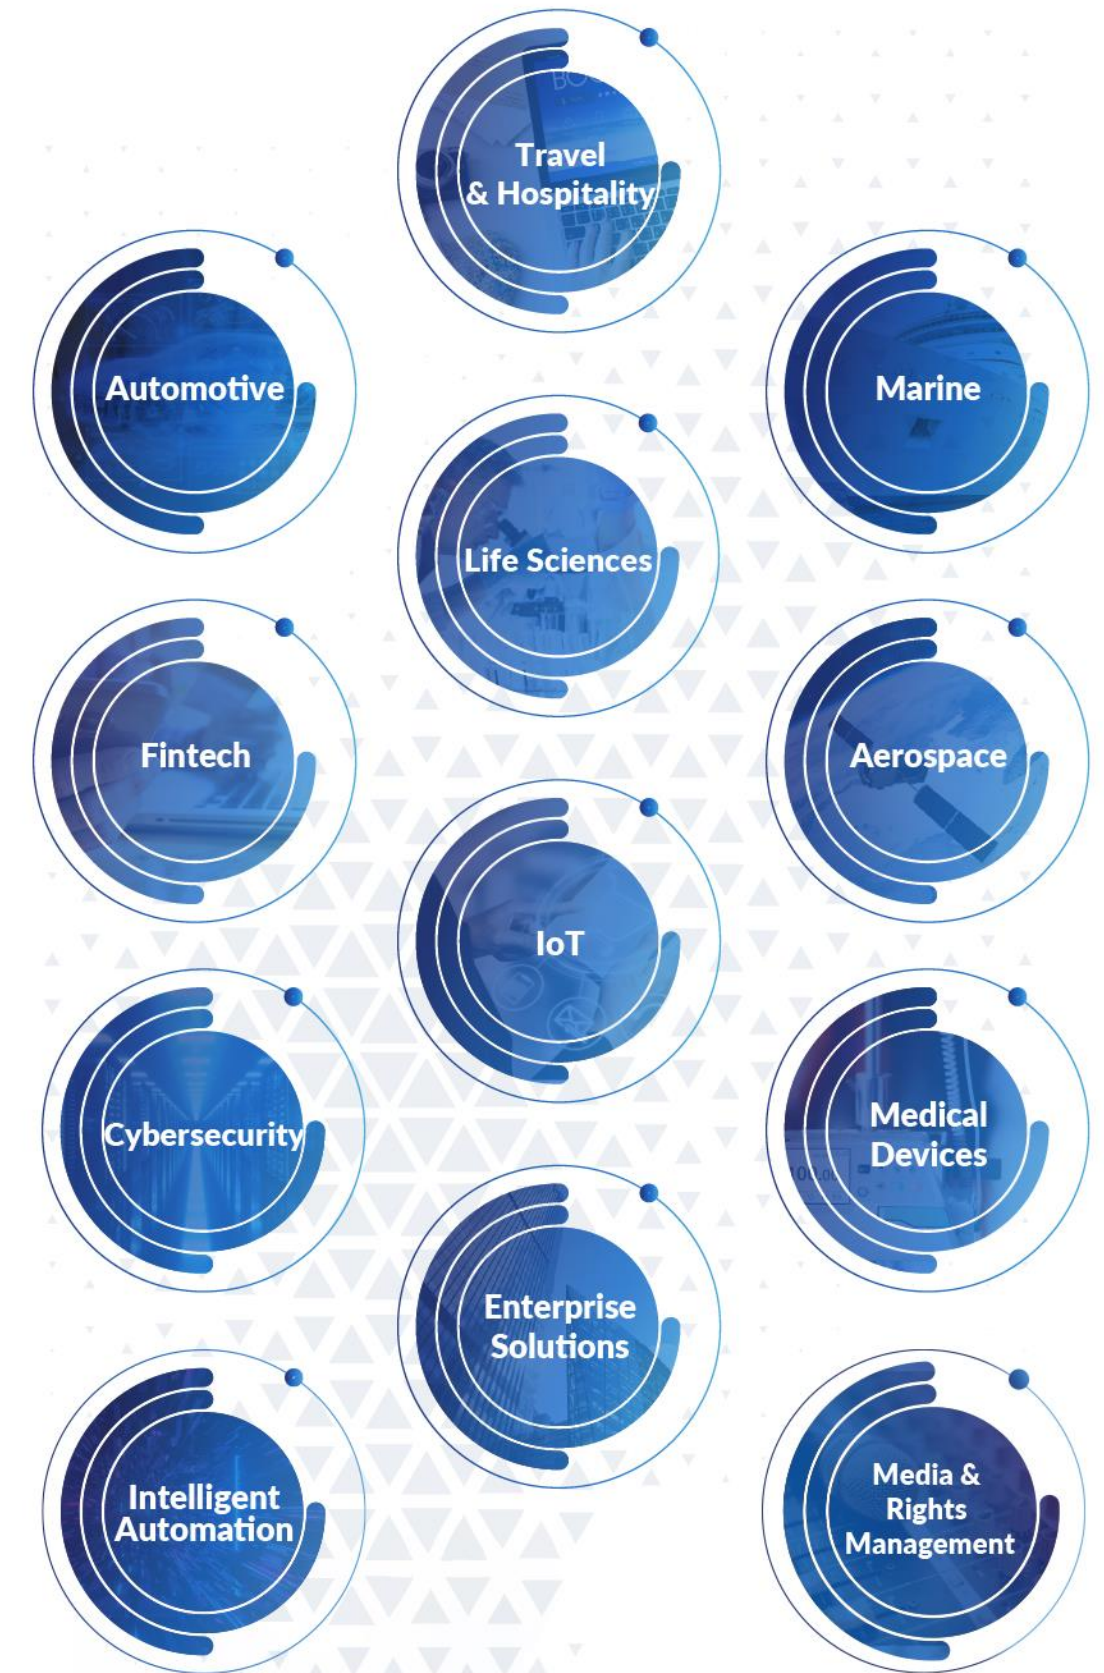 Travel
& Hospitality
Automotive
Marine
Life Sciences
Fintech
Aerospace
IoT
Cybersecurity
Medical
Devices
Enterprise
Solutions
Intelligent
Automation
Media &
Rights
Management